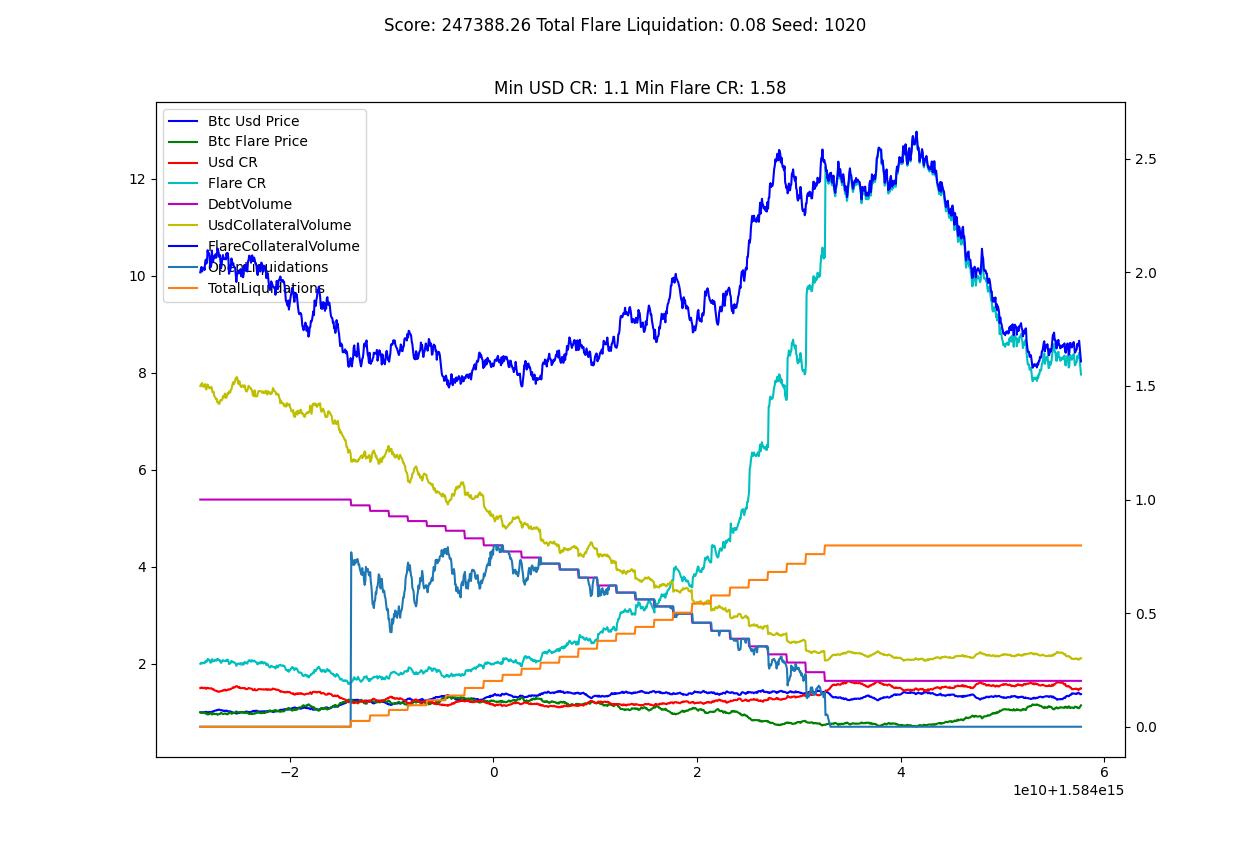 Score: 247388.26 Total Flare Liquidation: 0.08 Seed: 1020
Min USD CR: 1.1 Min Flare CR: 1.58
Btc Usd Price
Btc Flare Price
Usd CR
Flare CR
DebtVolume
UsdCollateralVolume
FlareCollateralVolume
OpenLiquidations
TotalLiquidations
12
10
8
6
4
2
2.5
2.0
1.5
1.0
0.5
0.0
−2
0
2
4
6
1e10+1.584e15